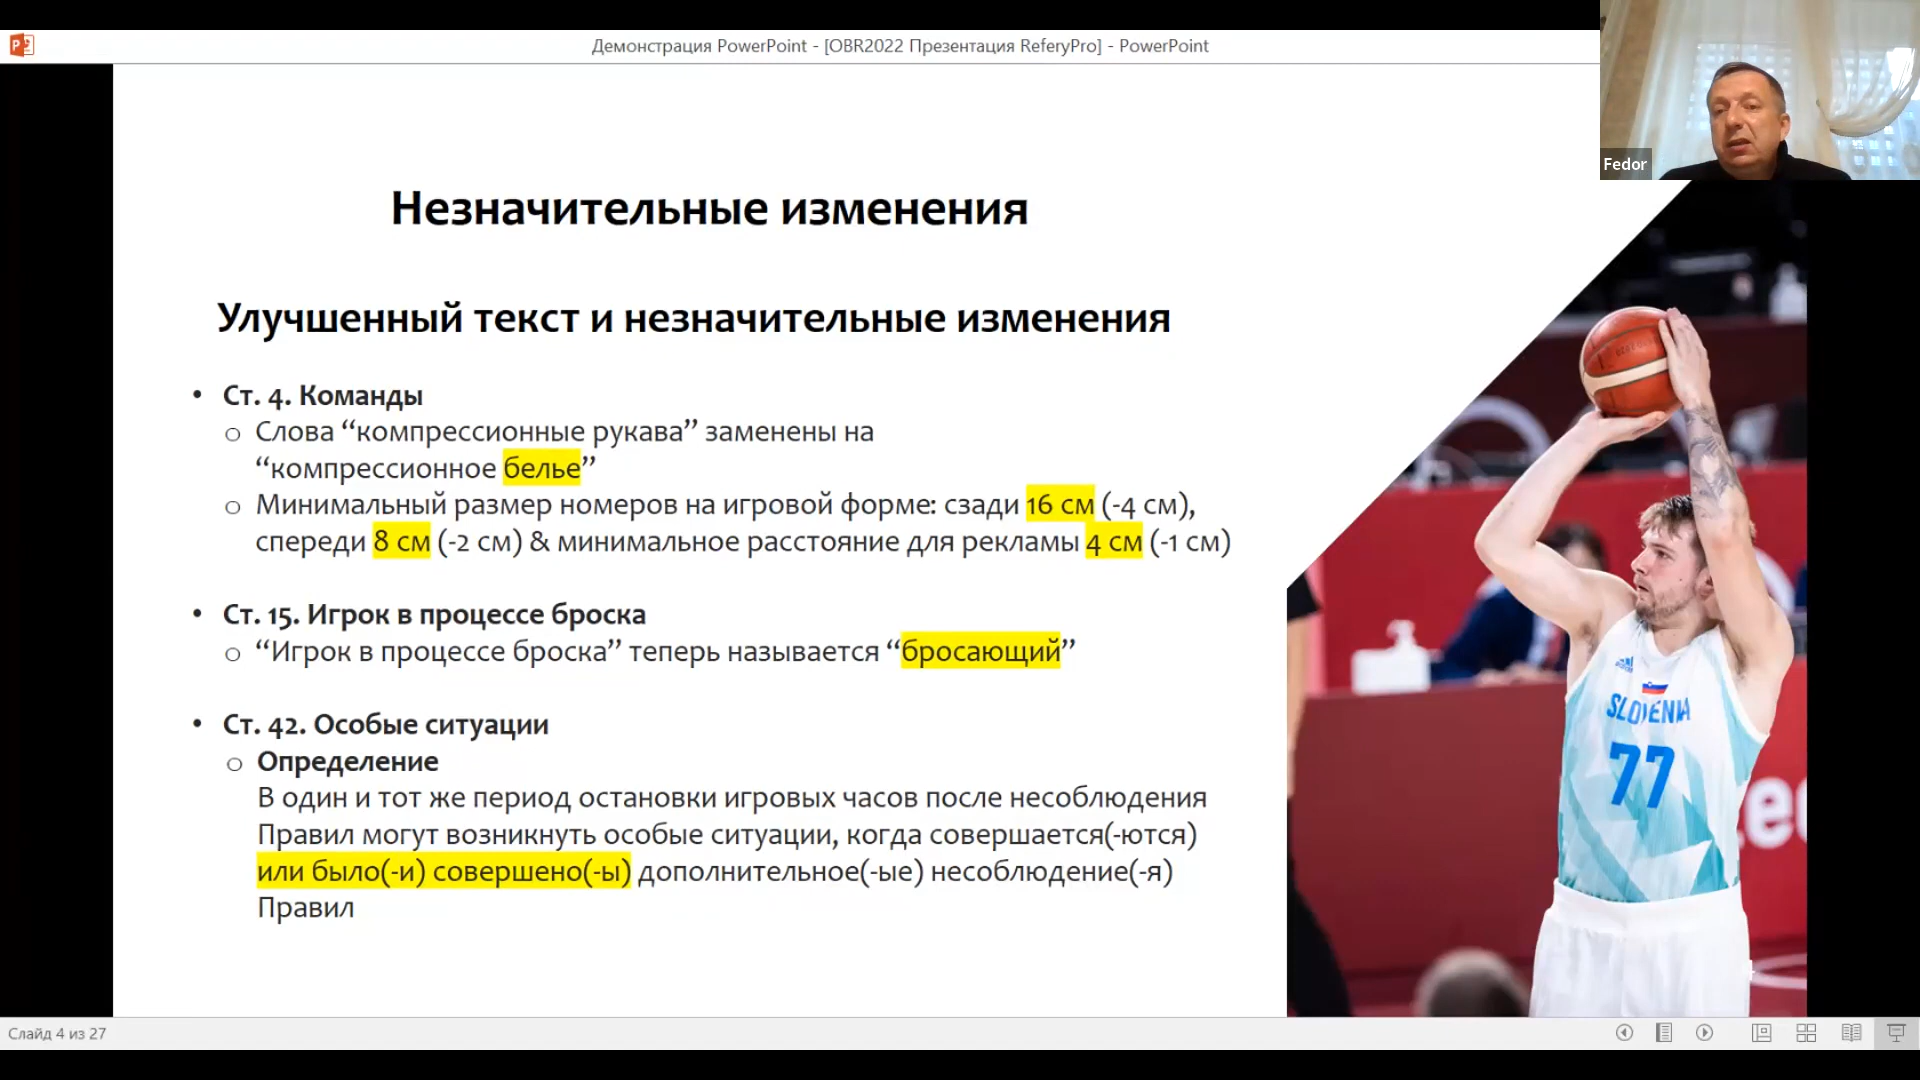 Демонстрация PowerPoint - [OBR2022 Презентация ReferyPro] - PowerPoint
Fedor
Незначительные изменения
Улучшенный текст и незначительные изменения
• Ст. 4. Команды
o Слова “компрессионные рукава” заменены на
“компрессионное белье”
o Минимальный размер номеров на игровой форме: сзади 16 см (-4 см),
спереди 8 см (-2 см) & минимальное расстояние для рекламы 4 см (-1 см)
• Ст. 15. Игрок в процессе броска
o “Игрок в процессе броска” теперь называется “бросающий”
• Ст. 42. Особые ситуации
o Определение
В один и тот же период остановки игровых часов после несоблюдения
Правил могут возникнуть особые ситуации, когда совершается(-ются)
или было(-и) совершено(-ы) дополнительное(-ые) несоблюдение(-я)
Правил
SLOVENIA
77
Слайд 4 из 27